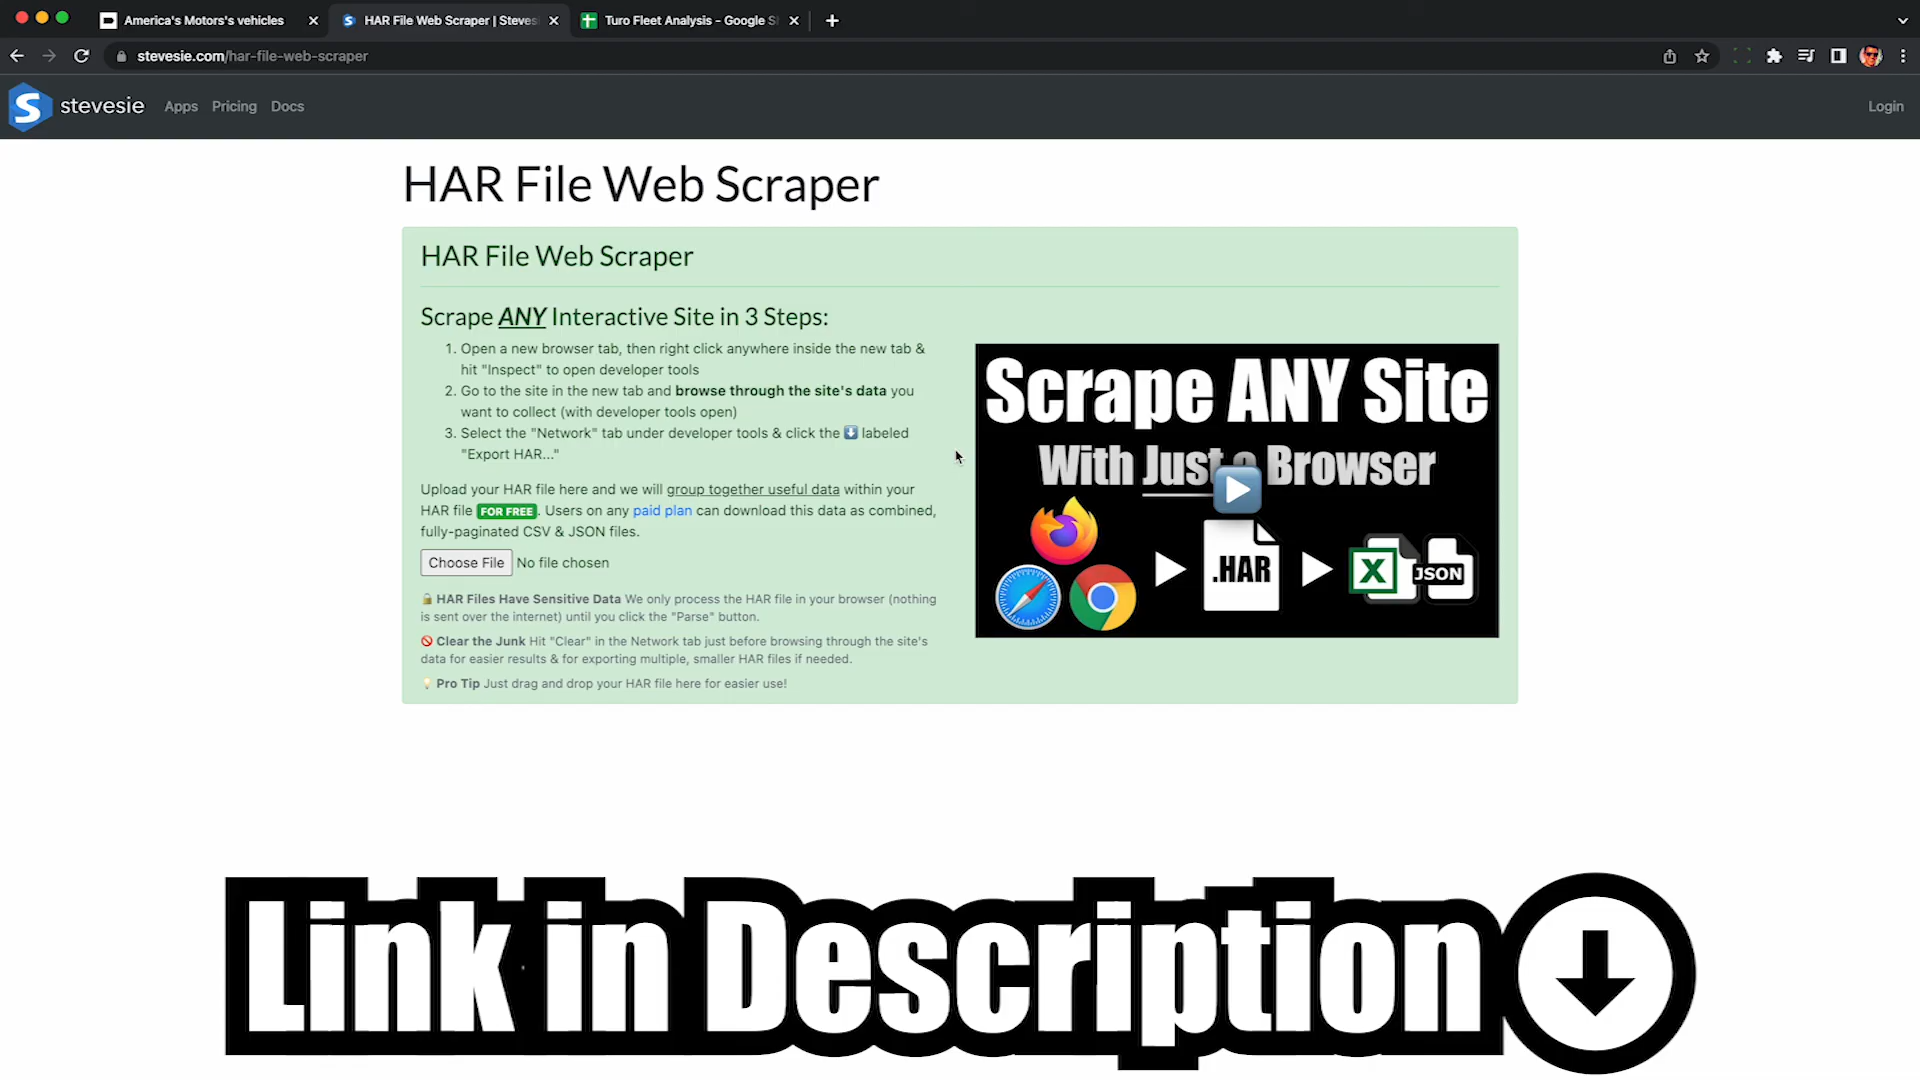 America's Motors's vehicles
HAR File Web Scraper | Steves
Turo Fleet Analysis - Google S
stevesie.com/har-file-web-scraper
stevesie
Apps
Pricing
Docs
Login
HAR File Web Scraper
HAR File Web Scraper
Scrape ANY Interactive Site in 3 Steps:
1. Open a new browser tab, then right click anywhere inside the new tab &
hit "Inspect" to open developer tools
2. Go to the site in the new tab and browse through the site's data you
want to collect (with developer tools open)
3. Select the "Network" tab under developer tools & click the ⬇️ labeled
"Export HAR..."
Upload your HAR file here and we will group together useful data within your
HAR file FOR FREE. Users on any paid plan can download this data as combined,
fully-paginated CSV & JSON files.
Choose File No file chosen
🔒 HAR Files Have Sensitive Data We only process the HAR file in your browser (nothing
is sent over the internet) until you click the "Parse" button.
🚫 Clear the Junk Hit "Clear" in the Network tab just before browsing through the site's
data for easier results & for exporting multiple, smaller HAR files if needed.
💡 Pro Tip Just drag and drop your HAR file here for easier use!
Scrape ANY Site
With Just a Browser
.HAR
X
JSON
Link in Description